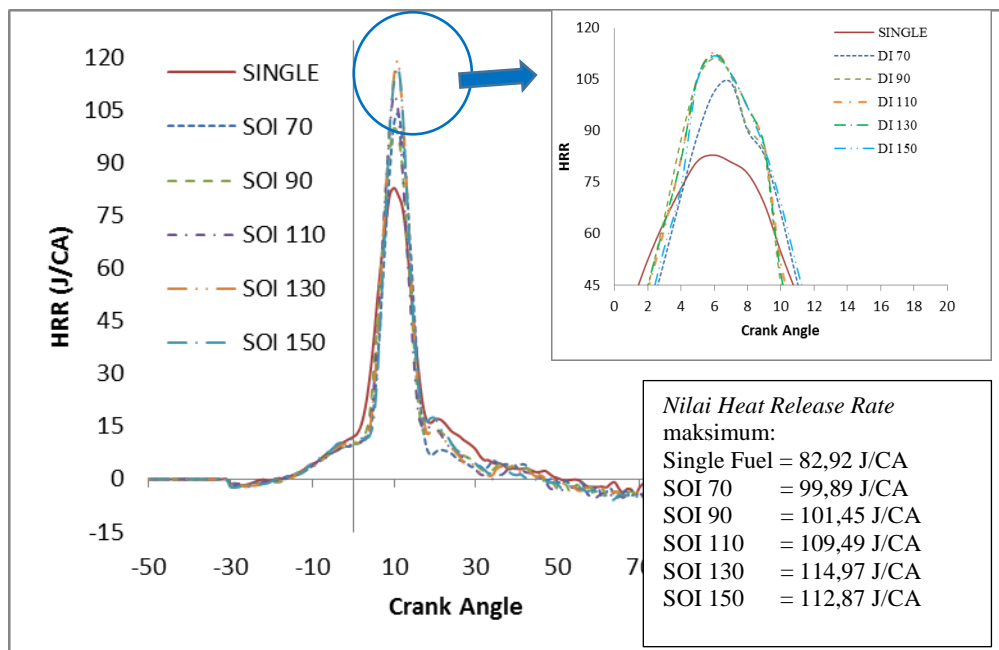 120
105
90
75
60
45
30
15
0
-15
HRR (J/CA)
-50
-30
-10
10
30
50
70
Crank Angle
SINGLE
SOI 70
SOI 90
SOI 110
SOI 130
SOI 150
120
105
90
75
60
45
HRR
0 2 4 6 8 10 12 14 16 18 20
Crank Angle
SINGLE
DI 70
DI 90
DI 110
DI 130
DI 150
Nilai Heat Release Rate
maksimum:
Single Fuel = 82,92 J/CA
SOI 70 = 99,89 J/CA
SOI 90 = 101,45 J/CA
SOI 110 = 109,49 J/CA
SOI 130 = 114,97 J/CA
SOI 150 = 112,87 J/CA